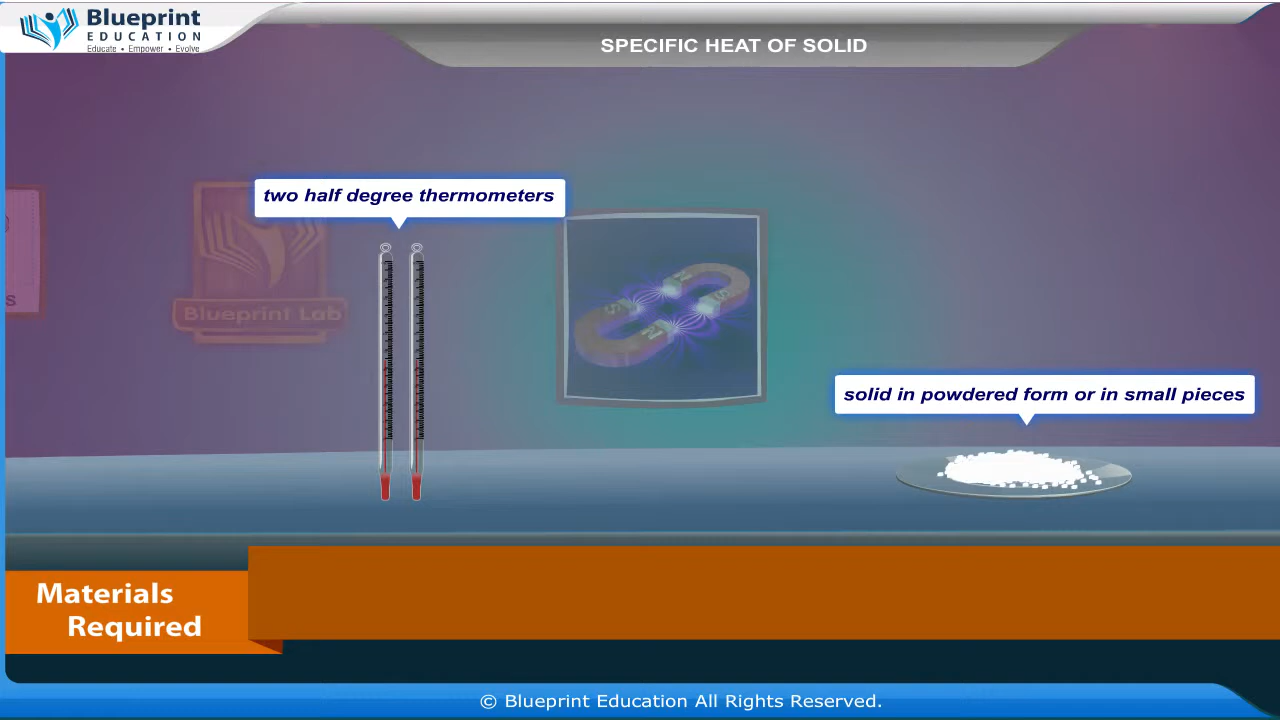 Blueprint
EDUCATION
Educate • Empower • Evolve
SPECIFIC HEAT OF SOLID
two half degree thermometers
S
Blueprint Lab
N
S
S
N
solid in powdered form or in small pieces
Materials
Required
© Blueprint Education All Rights Reserved.